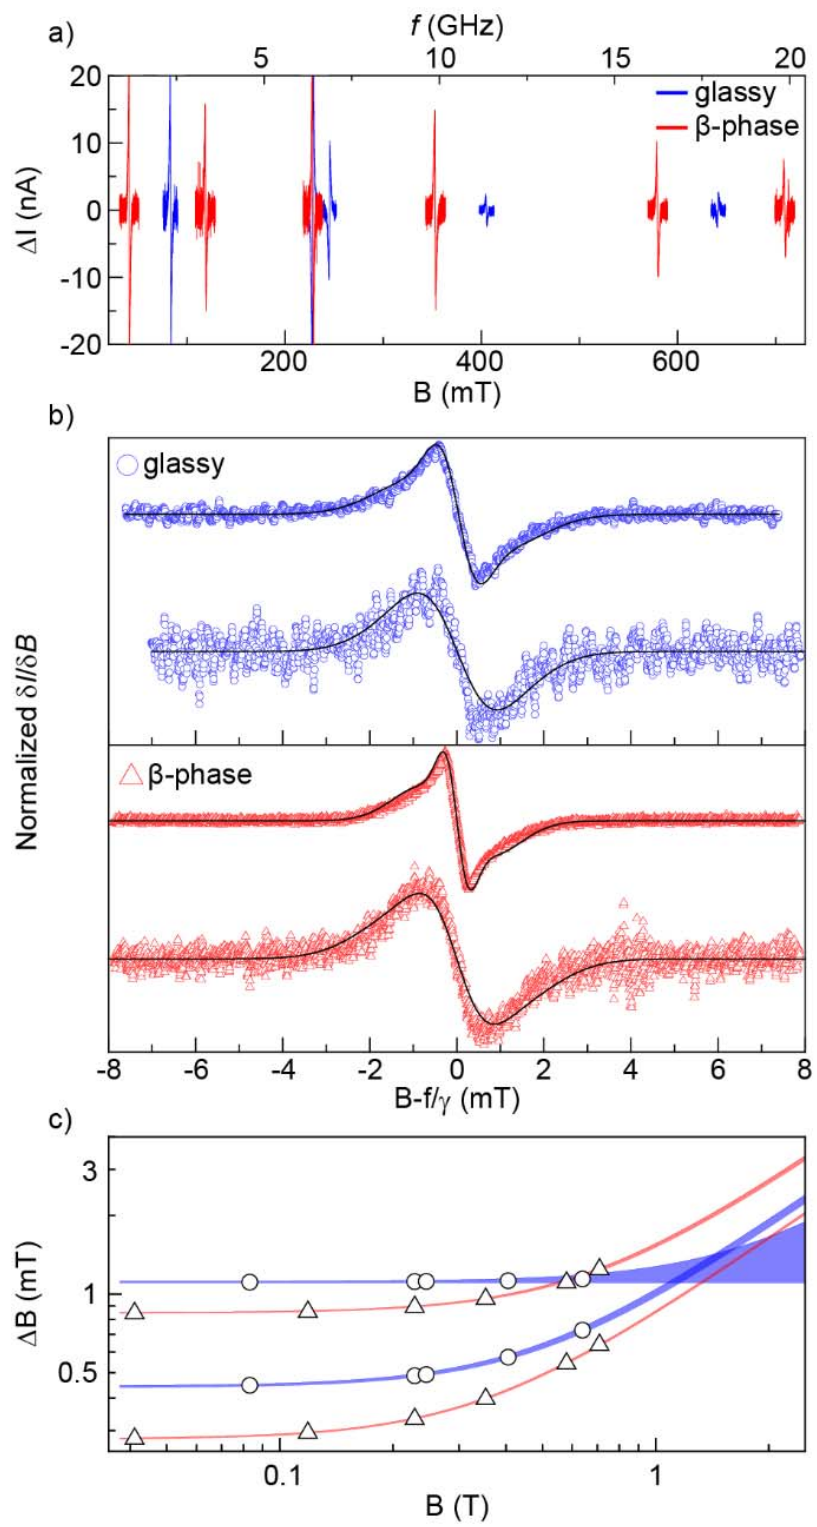 a)
f (GHz)
5 10 15 20
20
10
0
-10
-20
ΔI (nA)
glassy
β-phase
200 400 600
B (mT)
b)
glassy
β-phase
Normalized δI/δB
-8 -6 -4 -2 0 2 4 6 8
B-f/γ (mT)
c)
3
1
0.5
ΔB (mT)
0.1 1
B (T)